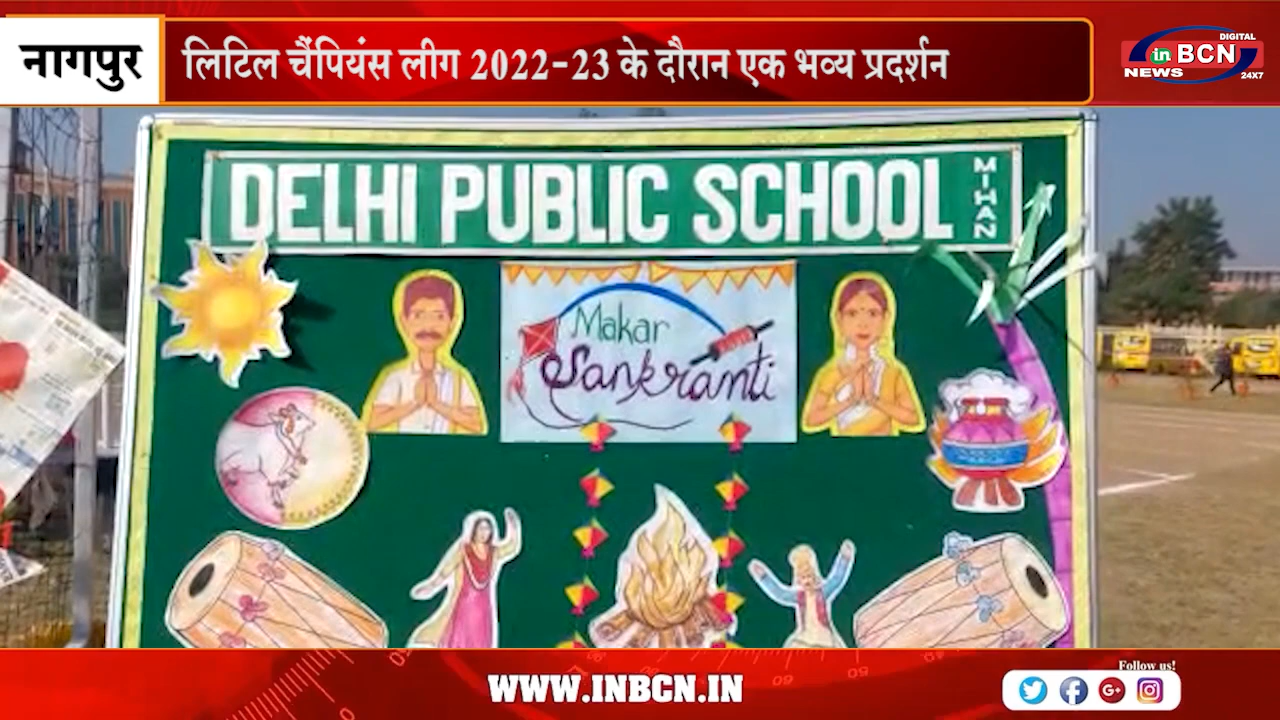 नागपुर
लिटिल चैंपियंस लीग 2022-23 के दौरान एक भव्य प्रदर्शन
DIGITAL
in BCN
NEWS
24X7
DELHI PUBLIC SCHOOL
MIHAN
Makar
Sankranti
WWW.INBCN.IN
Follow us!